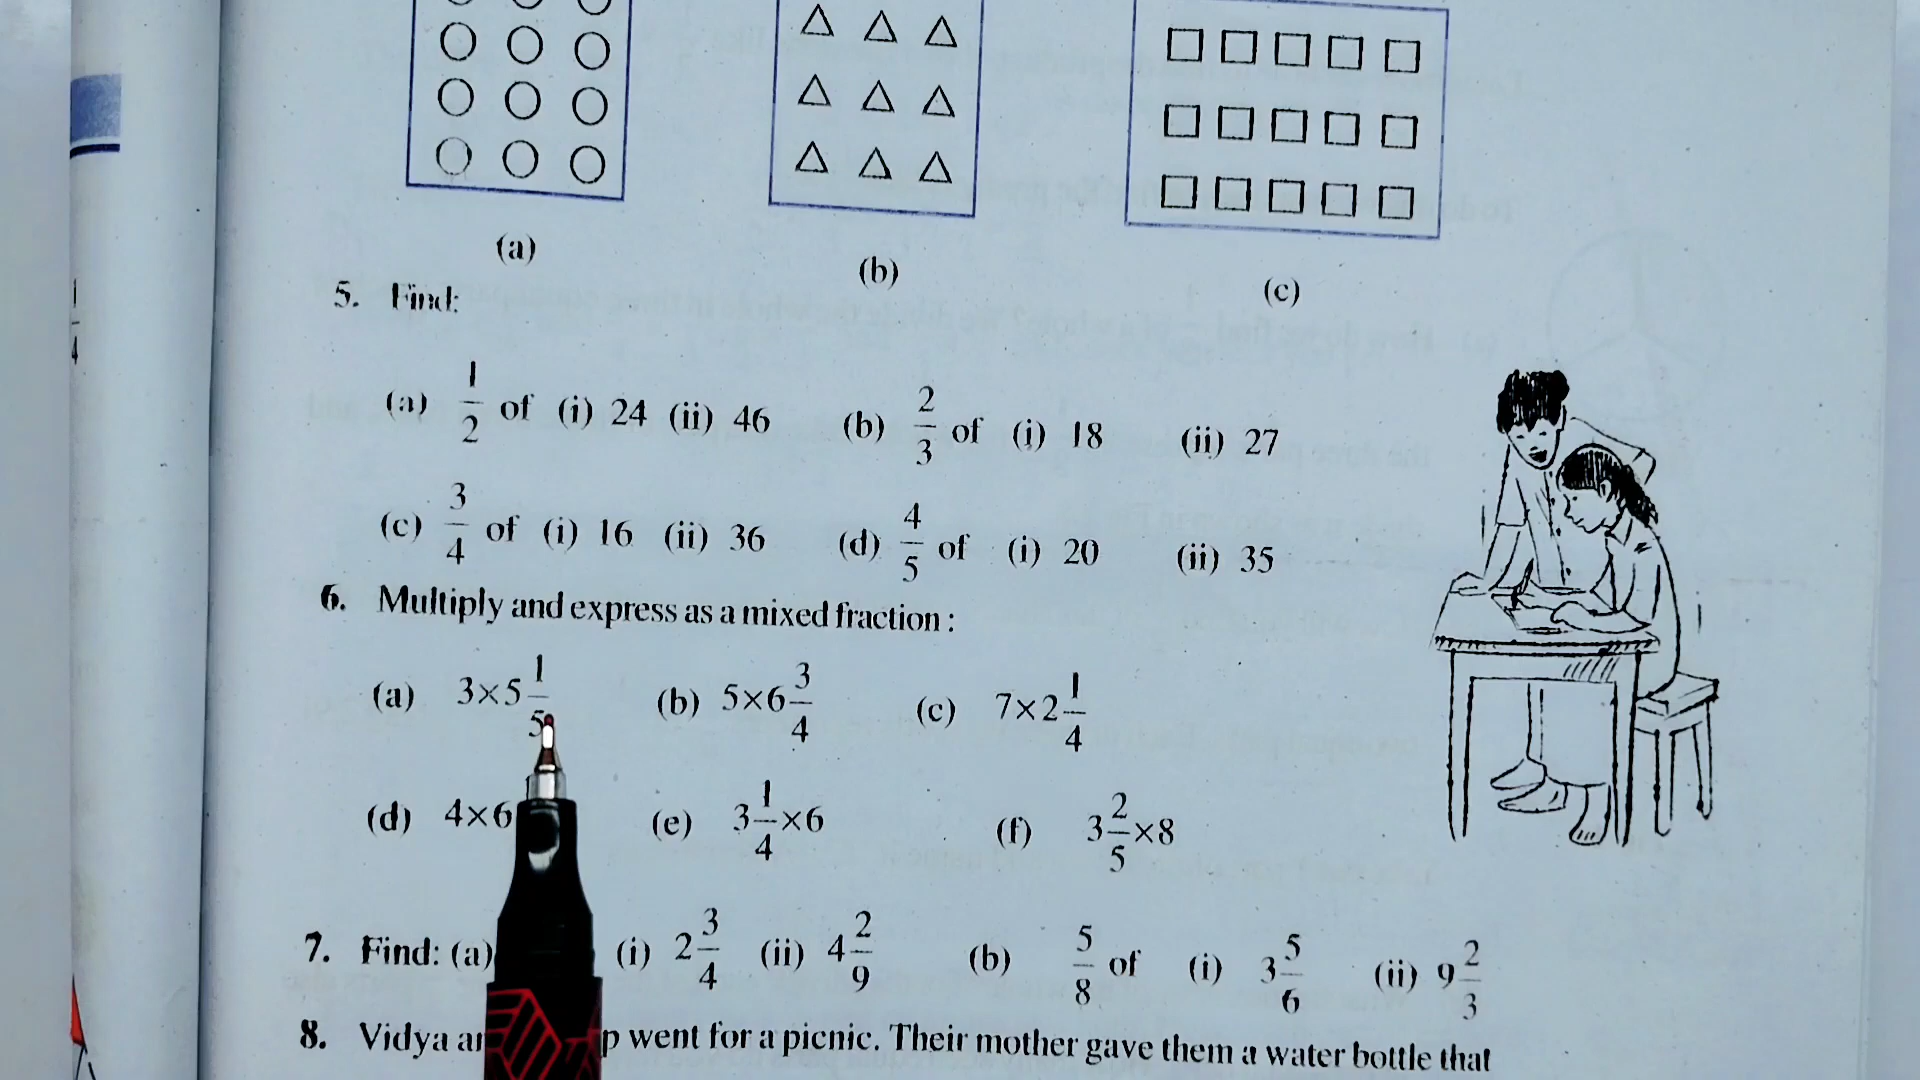 (a) (b) (c)
5. Find:
(a) 1/2 of (i) 24 (ii) 46 (b) 2/3 of (i) 18 (ii) 27
(c) 3/4 of (i) 16 (ii) 36 (d) 4/5 of (i) 20 (ii) 35
6. Multiply and express as a mixed fraction :
(a) 3×5 1/5 (b) 5×6 3/4 (c) 7×2 1/4
(d) 4×6 (e) 3 1/4×6 (f) 3 2/5×8
7. Find: (a) (i) 2 3/4 (ii) 4 2/9 (b) 5/8 of (i) 3 5/6 (ii) 9 2/3
8. Vidya went for a picnic. Their mother gave them a water bottle that
1/4